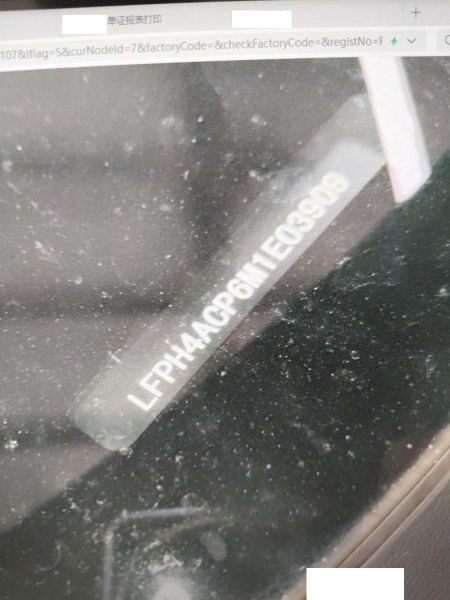 单证报表打印
107&lflag=S&curNodeId=7&factoryCode=&checkFactoryCode=&registNo=F
LFPH4ACP6M1E03909